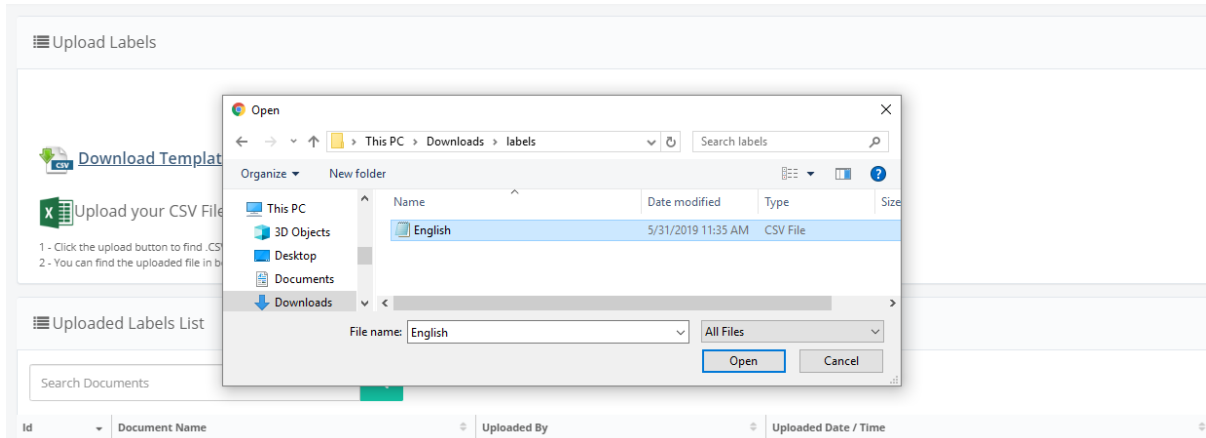 Upload Labels
Open
This PC > Downloads > labels
Search labels
Organize
New folder
Name
Date modified
Type
Size
This PC
3D Objects
Desktop
Documents
Downloads
English
5/31/2019 11:35 AM
CSV File
File name:
English
All Files
Open
Cancel
CSV
Download Templat
Upload your CSV File
1 - Click the upload button to find .CS
2 - You can find the uploaded file in b
Uploaded Labels List
Search Documents
Id
Document Name
Uploaded By
Uploaded Date / Time